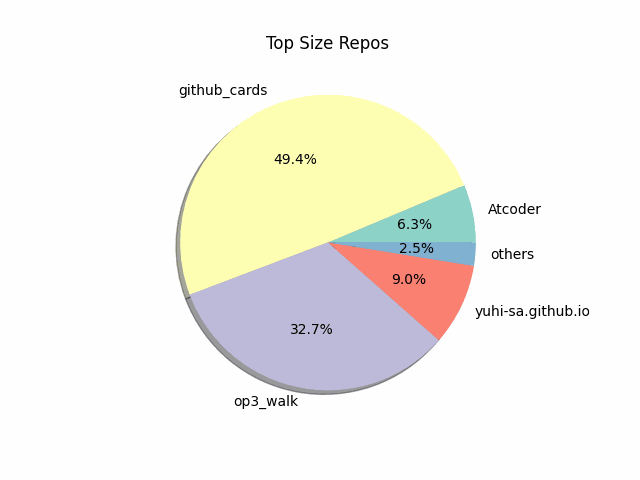 Top Size Repos
github_cards
49.4%
Atcoder
6.3%
2.5%
others
9.0%
yuhi-sa.github.io
32.7%
op3_walk